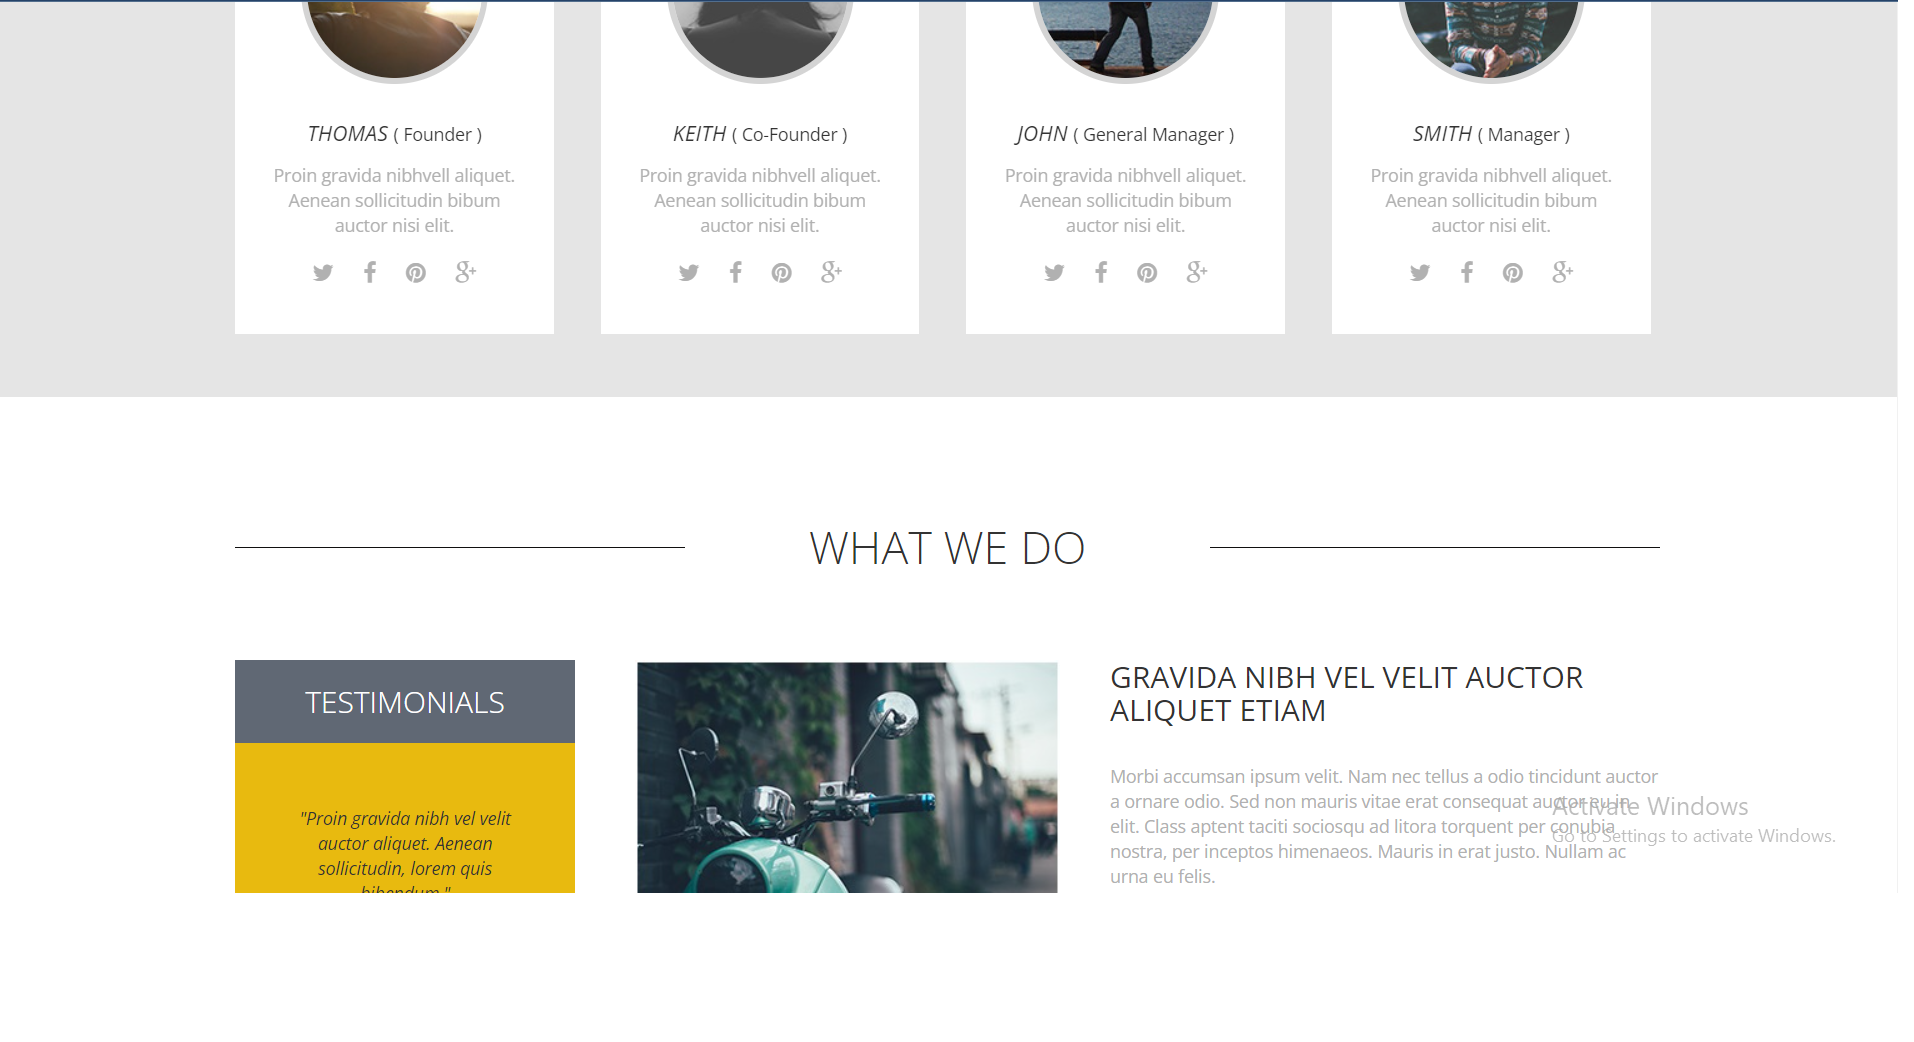 THOMAS ( Founder )
Proin gravida nibhvell aliquet.
Aenean sollicitudin bibum
auctor nisi elit.
KEITH ( Co-Founder )
Proin gravida nibhvell aliquet.
Aenean sollicitudin bibum
auctor nisi elit.
JOHN ( General Manager )
Proin gravida nibhvell aliquet.
Aenean sollicitudin bibum
auctor nisi elit.
SMITH ( Manager )
Proin gravida nibhvell aliquet.
Aenean sollicitudin bibum
auctor nisi elit.
WHAT WE DO
TESTIMONIALS
"Proin gravida nibh vel velit
auctor aliquet. Aenean
sollicitudin, lorem quis
bibendum "
GRAVIDA NIBH VEL VELIT AUCTOR
ALIQUET ETIAM
Morbi accumsan ipsum velit. Nam nec tellus a odio tincidunt auctor
a ornare odio. Sed non mauris vitae erat consequat auctor eu in
elit. Class aptent taciti sociosqu ad litora torquent per conubia
nostra, per inceptos himenaeos. Mauris in erat justo. Nullam ac
urna eu felis.
Activate Windows
Go to Settings to activate Windows.